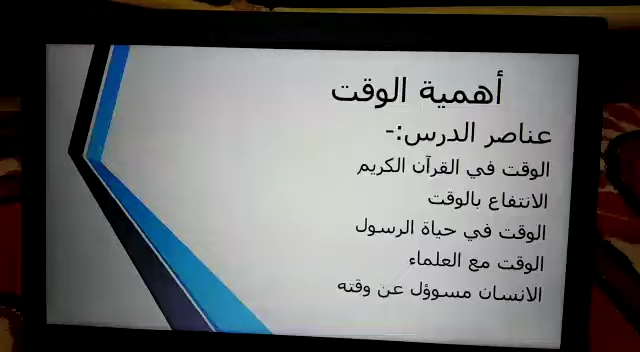 أهمية الوقت
عناصر الدرس:-
الوقت في القرآن الكريم
الانتفاع بالوقت
الوقت في حياة الرسول
الوقت مع العلماء
الانسان مسوؤل عن وقته